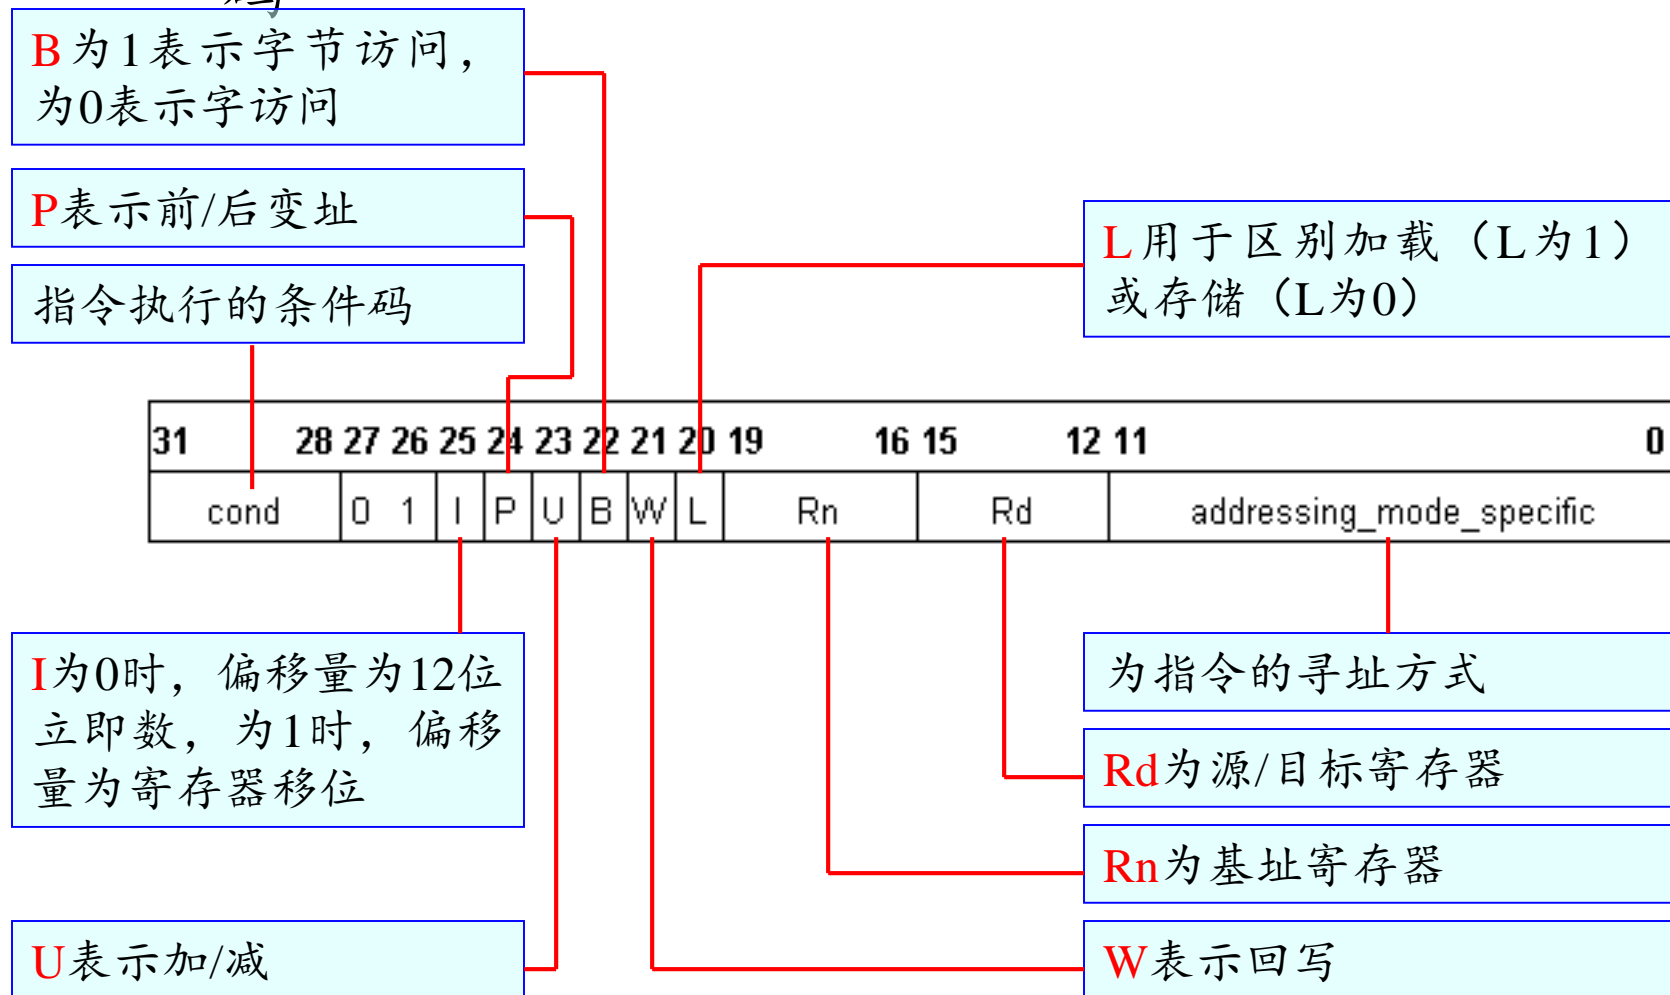 B为1表示字节访问，
为0表示字访问
P表示前/后变址
指令执行的条件码
L用于区别加载（L为1）
或存储（L为0）
31 28 27 26 25 24 23 22 21 20 19 16 15 12 11 0
cond 0 1 I P U B W L Rn Rd addressing_mode_specific
I为0时，偏移量为12位
立即数，为1时，偏移
量为寄存器移位
为指令的寻址方式
Rd为源/目标寄存器
Rn为基址寄存器
U表示加/减
W表示回写